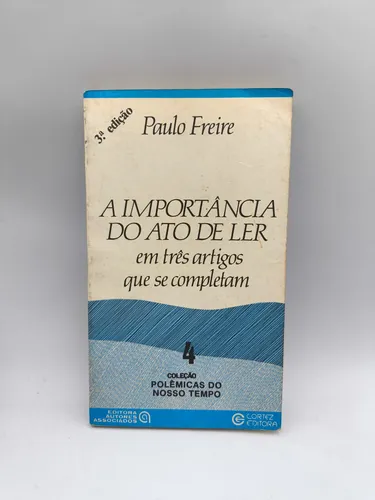 3.ª edição
Paulo Freire
A IMPORTÂNCIA
DO ATO DE LER
em três artigos
que se completam
4
COLEÇÃO
POLÊMICAS DO
NOSSO TEMPO
EDITORA
AUTORES
ASSOCIADOS
CORTEZ
EDITORA